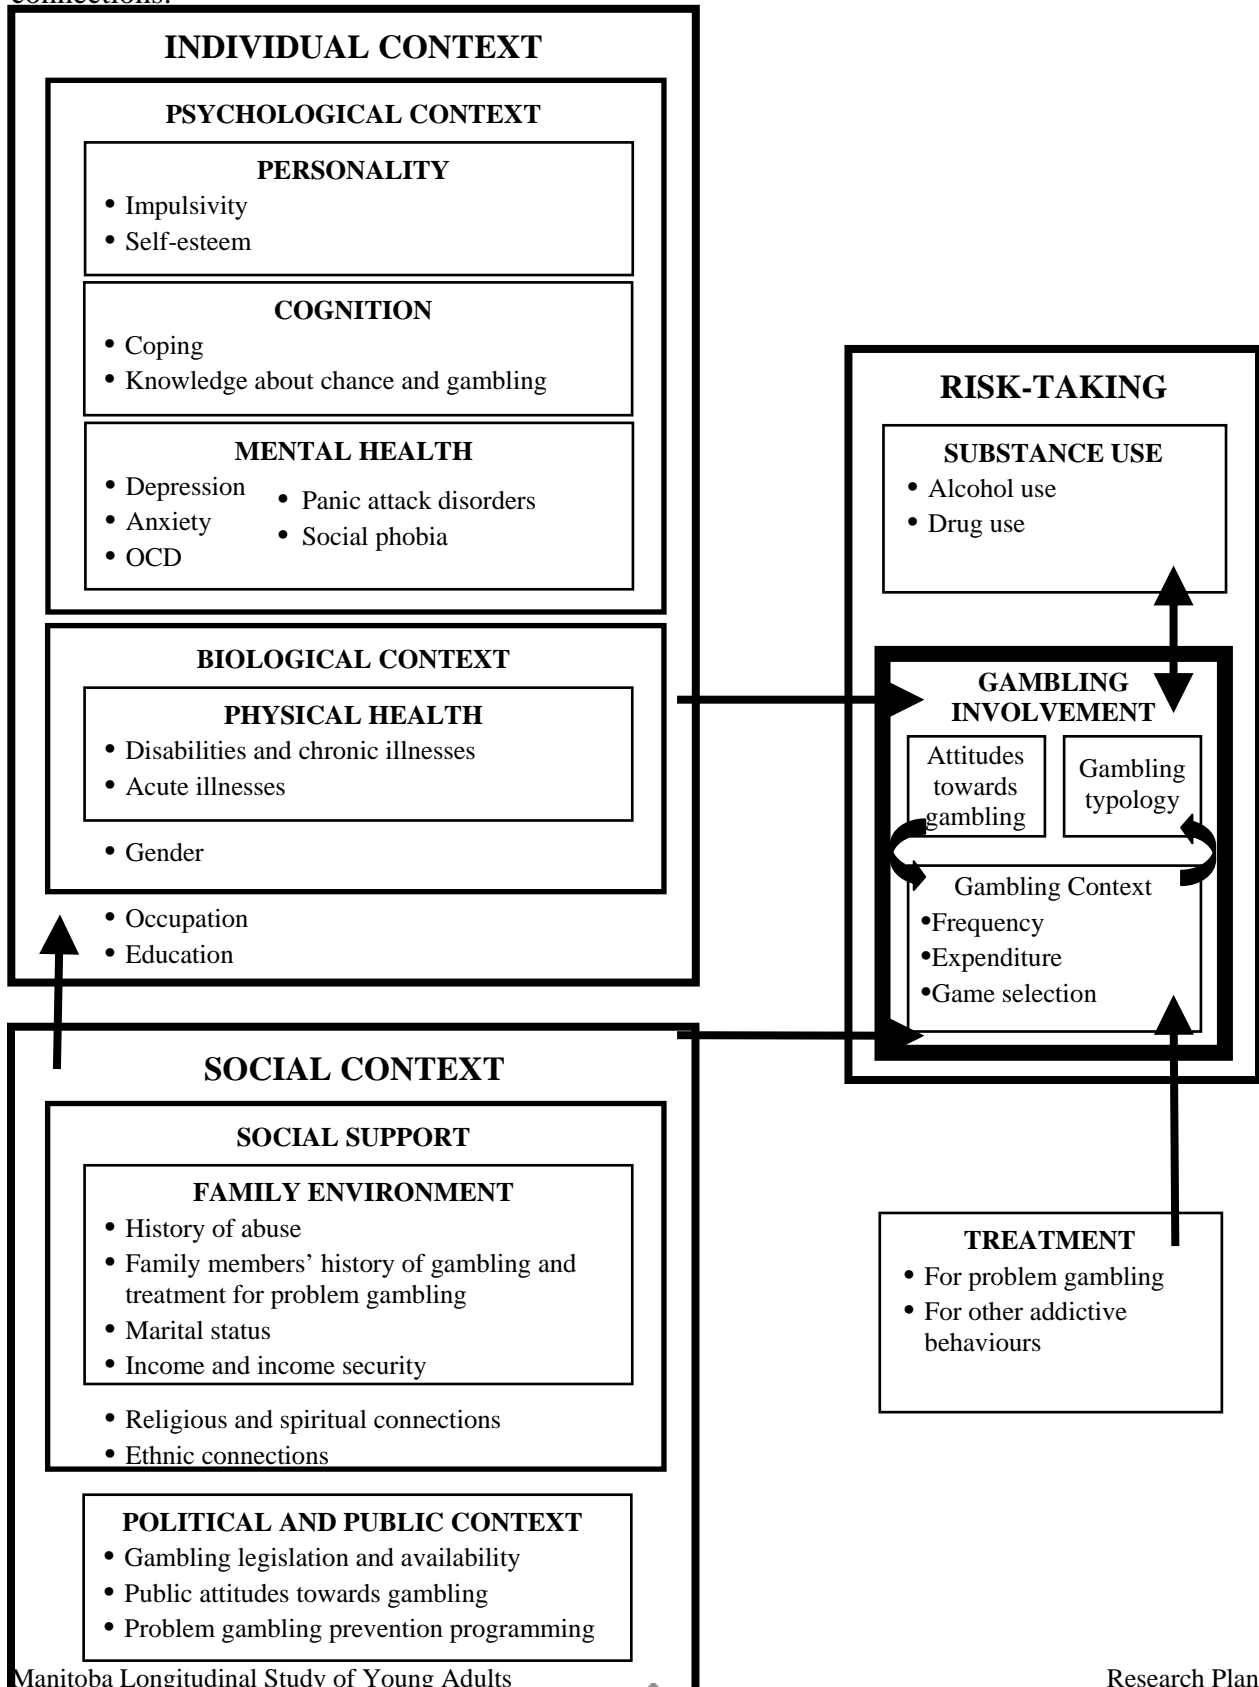 connections.
INDIVIDUAL CONTEXT
PSYCHOLOGICAL CONTEXT
PERSONALITY
• Impulsivity
• Self-esteem
COGNITION
• Coping
• Knowledge about chance and gambling
MENTAL HEALTH
• Depression
• Anxiety
• OCD
• Panic attack disorders
• Social phobia
BIOLOGICAL CONTEXT
PHYSICAL HEALTH
• Disabilities and chronic illnesses
• Acute illnesses
• Gender
• Occupation
• Education
SOCIAL CONTEXT
SOCIAL SUPPORT
FAMILY ENVIRONMENT
• History of abuse
• Family members’ history of gambling and
treatment for problem gambling
• Marital status
• Income and income security
• Religious and spiritual connections
• Ethnic connections
POLITICAL AND PUBLIC CONTEXT
• Gambling legislation and availability
• Public attitudes towards gambling
• Problem gambling prevention programming
RISK-TAKING
SUBSTANCE USE
• Alcohol use
• Drug use
GAMBLING
INVOLVEMENT
Attitudes
towards
gambling
Gambling
typology
Gambling Context
•Frequency
•Expenditure
•Game selection
TREATMENT
• For problem gambling
• For other addictive
behaviours
Manitoba Longitudinal Study of Young Adults
Research Plan